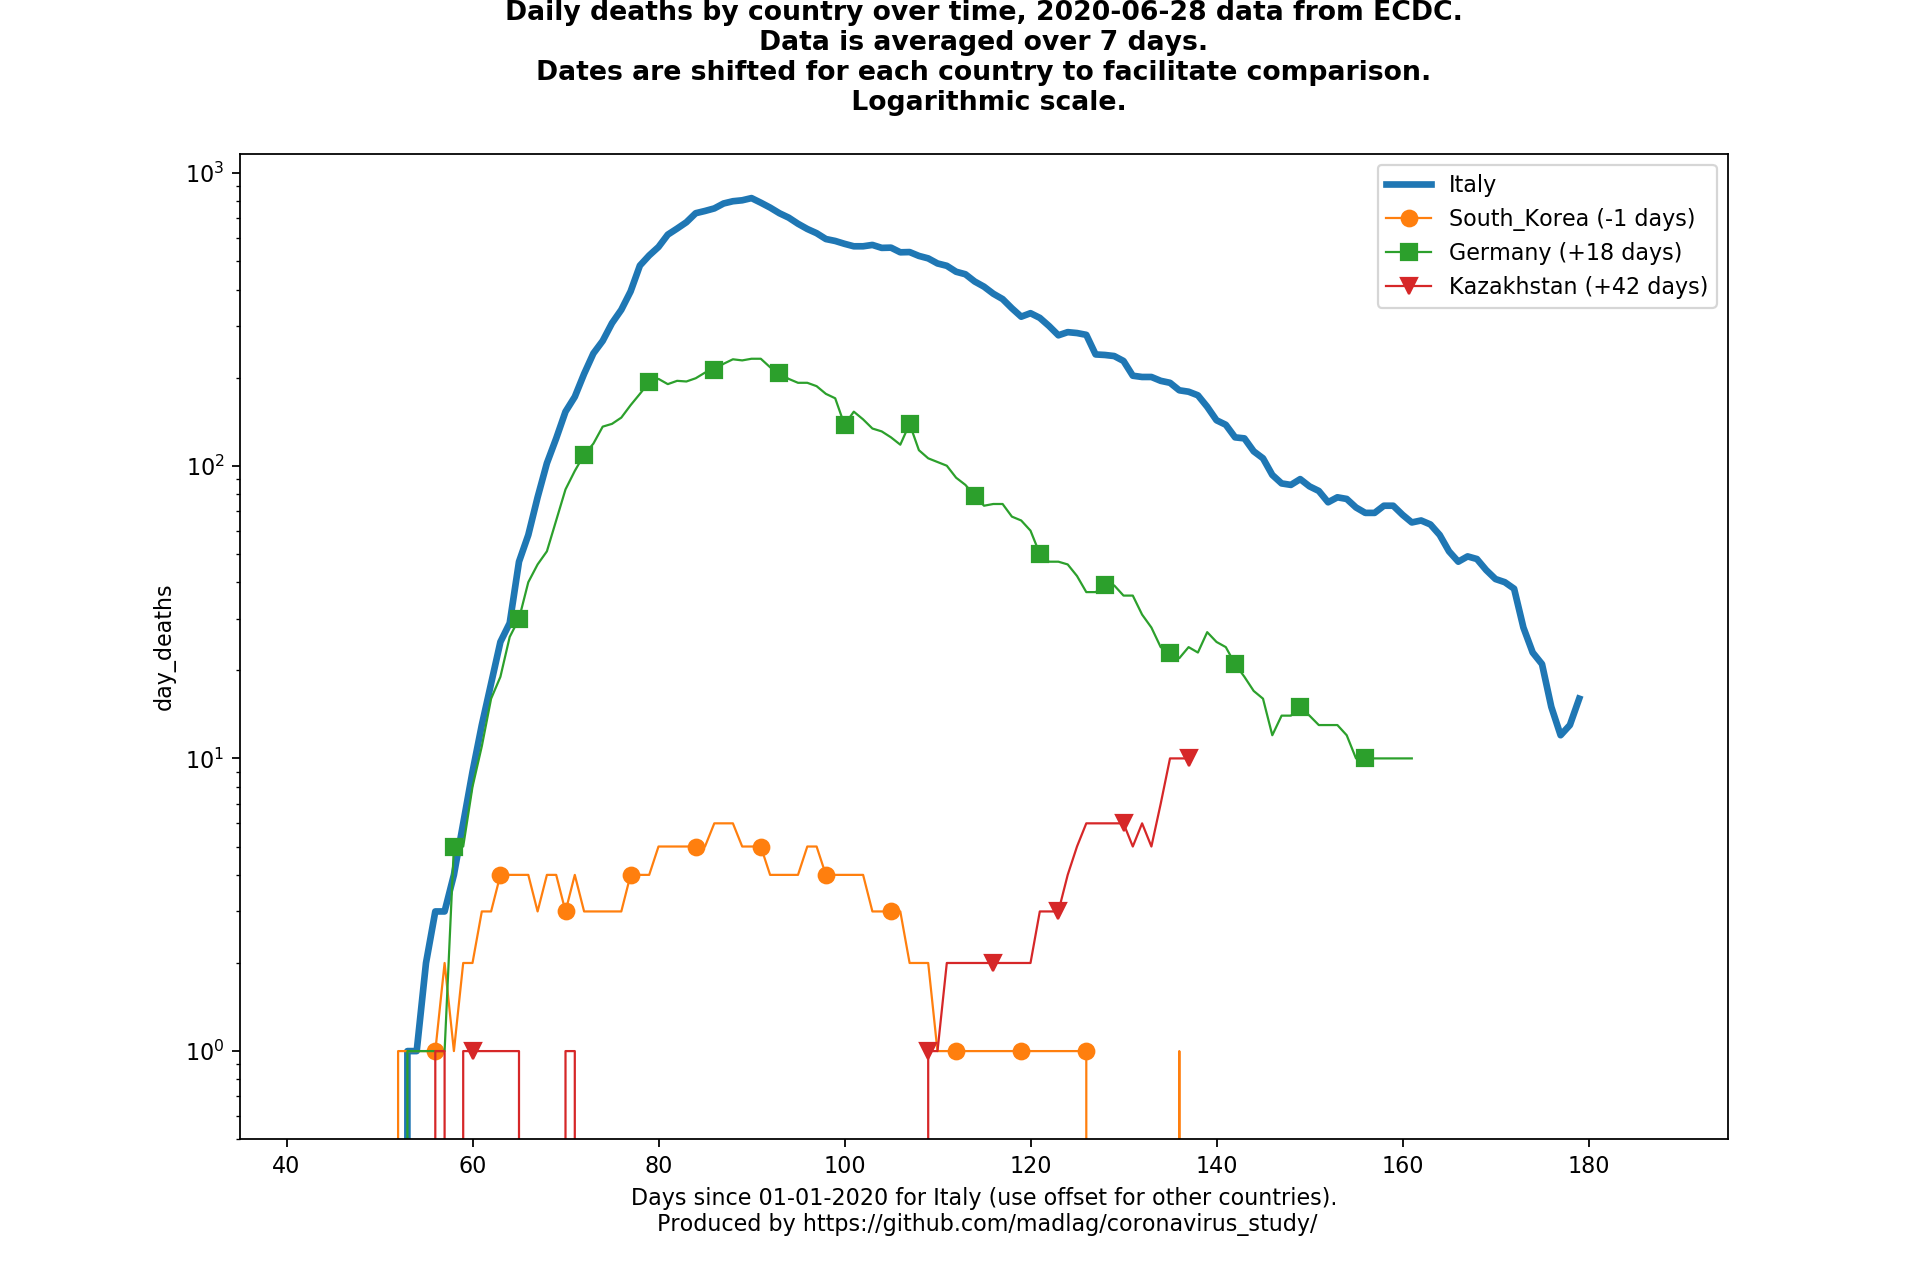 Daily deaths by country over time, 2020-06-28 data from ECDC.
Data is averaged over 7 days.
Dates are shifted for each country to facilitate comparison.
Logarithmic scale.
10³
10²
10¹
10⁰
day_deaths
Italy
South_Korea (-1 days)
Germany (+18 days)
Kazakhstan (+42 days)
40 60 80 100 120 140 160 180
Days since 01-01-2020 for Italy (use offset for other countries).
Produced by https://github.com/madlag/coronavirus_study/